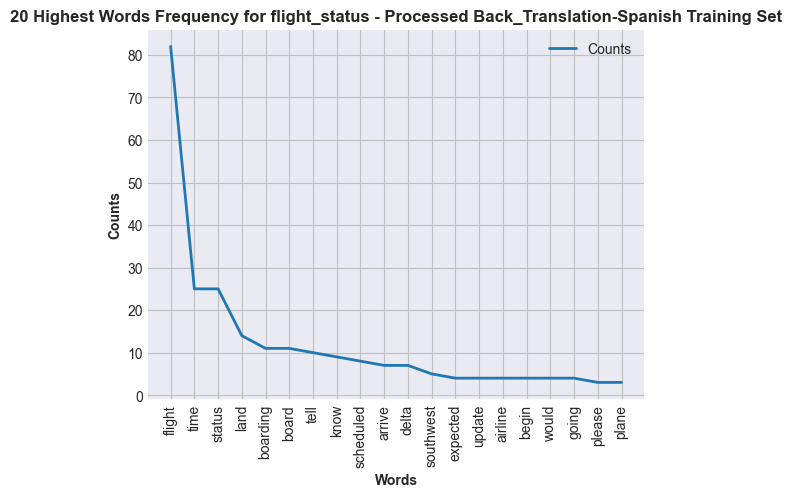 20 Highest Words Frequency for flight_status - Processed Back_Translation-Spanish Training Set
Counts
80
70
60
50
40
30
20
10
0
Counts
flight
time
status
land
boarding
board
tell
know
scheduled
arrive
delta
southwest
expected
update
airline
begin
would
going
please
plane
Words